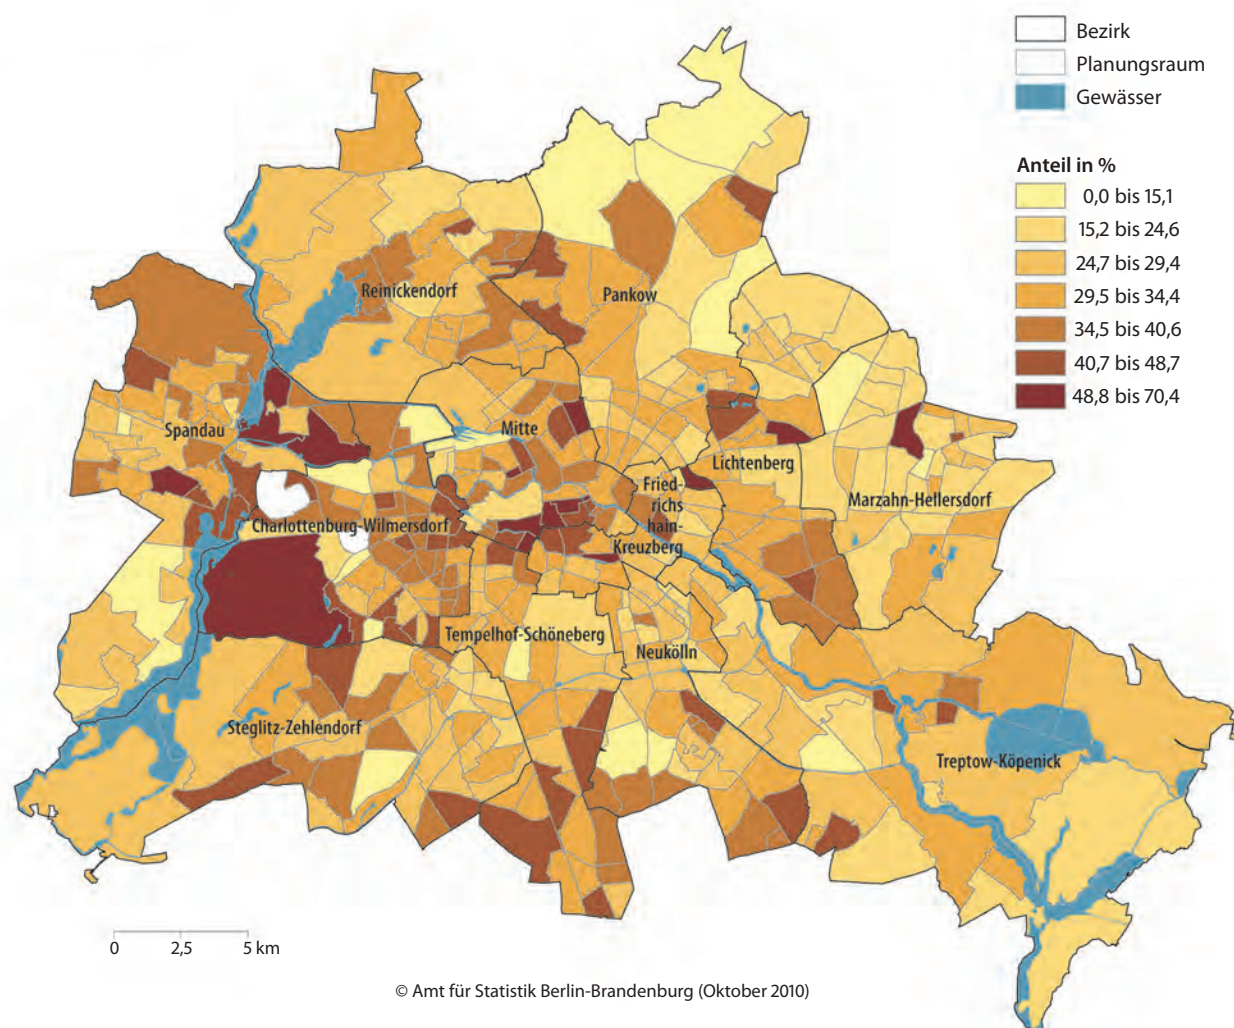 Bezirk
Planungsraum
Gewässer
Anteil in %
0,0 bis 15,1
15,2 bis 24,6
24,7 bis 29,4
29,5 bis 34,4
34,5 bis 40,6
40,7 bis 48,7
48,8 bis 70,4
Reinickendorf
Pankow
Spandau
Mitte
Lichtenberg
Marzahn-Hellersdorf
Charlottenburg-Wilmersdorf
Fried-
richs
hain-
Kreuzberg
Tempelhof-Schöneberg
Neukölln
Steglitz-Zehlendorf
Treptow-Köpenick
0 2,5 5 km
© Amt für Statistik Berlin-Brandenburg (Oktober 2010)